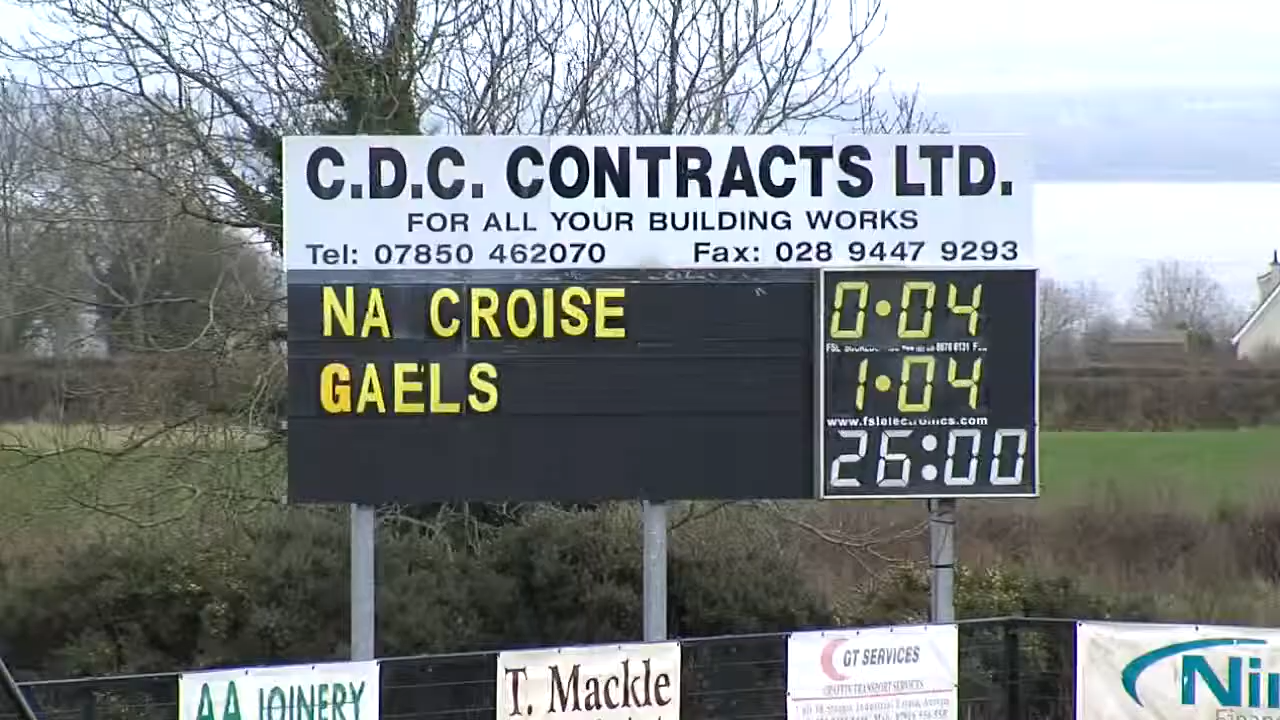 C.D.C. CONTRACTS LTD.
FOR ALL YOUR BUILDING WORKS
Tel: 07850 462070 Fax: 028 9447 9293
NA CROISE 0·04
GAELS 1·04
www.fslelectronics.com
26:00
AA JOINERY
T. Mackle
GT SERVICES